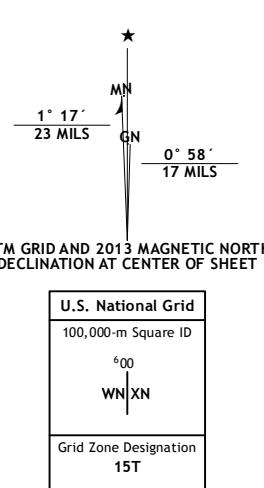 ★
MN
1° 17´
23 MILS
GN
0° 58´
17 MILS
TM GRID AND 2013 MAGNETIC NORTH
DECLINATION AT CENTER OF SHEET
U.S. National Grid
100,000-m Square ID
⁶00
WN XN
Grid Zone Designation
15T